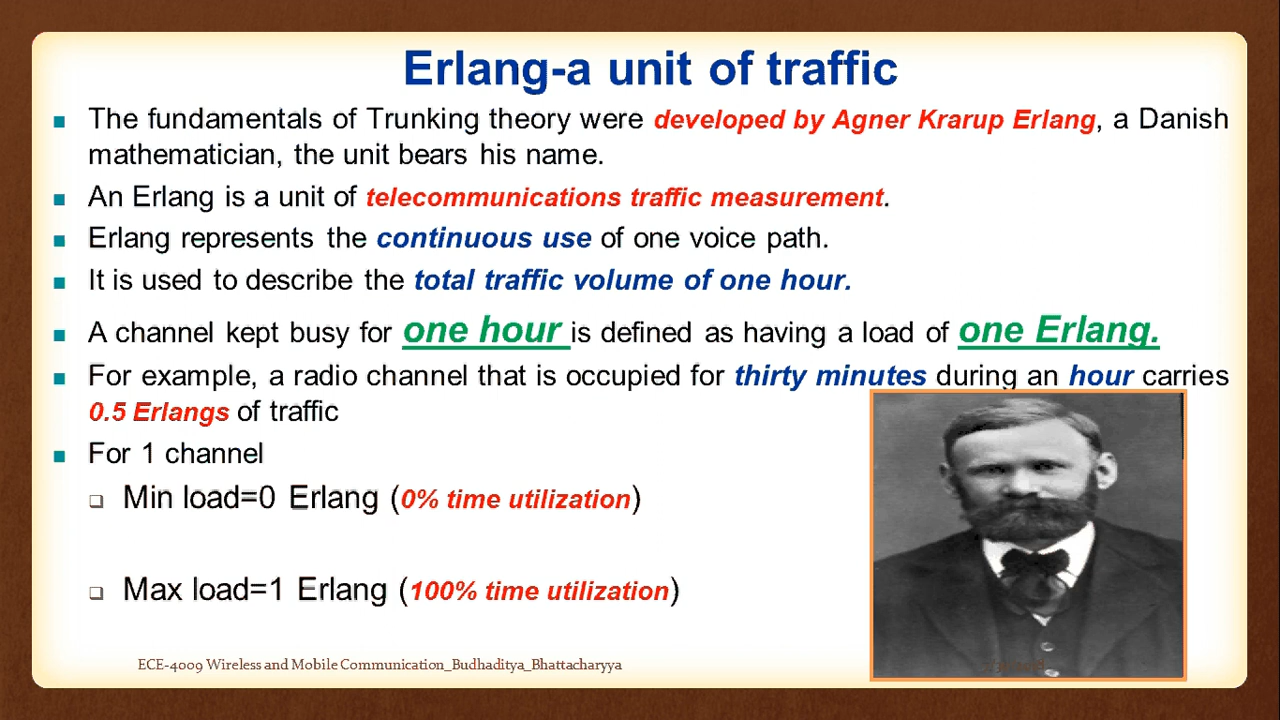 Erlang-a unit of traffic
The fundamentals of Trunking theory were developed by Agner Krarup Erlang, a Danish
mathematician, the unit bears his name.
An Erlang is a unit of telecommunications traffic measurement.
Erlang represents the continuous use of one voice path.
It is used to describe the total traffic volume of one hour.
A channel kept busy for one hour is defined as having a load of one Erlang.
For example, a radio channel that is occupied for thirty minutes during an hour carries
0.5 Erlangs of traffic
For 1 channel
Min load=0 Erlang (0% time utilization)
Max load=1 Erlang (100% time utilization)
ECE-4009 Wireless and Mobile Communication_Budhaditya_Bhattacharyya